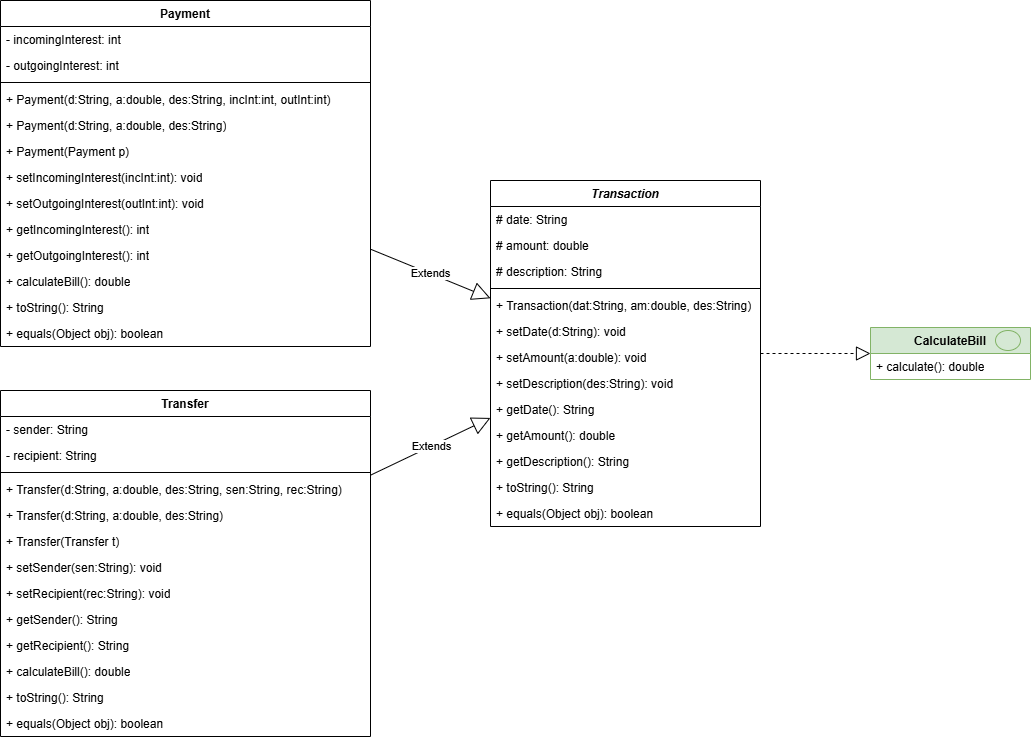 Payment
- incomingInterest: int
- outgoingInterest: int
+ Payment(d:String, a:double, des:String, incInt:int, outInt:int)
+ Payment(d:String, a:double, des:String)
+ Payment(Payment p)
+ setIncomingInterest(incInt:int): void
+ setOutgoingInterest(outInt:int): void
+ getIncomingInterest(): int
+ getOutgoingInterest(): int
+ calculateBill(): double
+ toString(): String
+ equals(Object obj): boolean
Extends
Transfer
- sender: String
- recipient: String
+ Transfer(d:String, a:double, des:String, sen:String, rec:String)
+ Transfer(d:String, a:double, des:String)
+ Transfer(Transfer t)
+ setSender(sen:String): void
+ setRecipient(rec:String): void
+ getSender(): String
+ getRecipient(): String
+ calculateBill(): double
+ toString(): String
+ equals(Object obj): boolean
Extends
Transaction
# date: String
# amount: double
# description: String
+ Transaction(dat:String, am:double, des:String)
+ setDate(d:String): void
+ setAmount(a:double): void
+ setDescription(des:String): void
+ getDate(): String
+ getAmount(): double
+ getDescription(): String
+ toString(): String
+ equals(Object obj): boolean
CalculateBill
+ calculate(): double